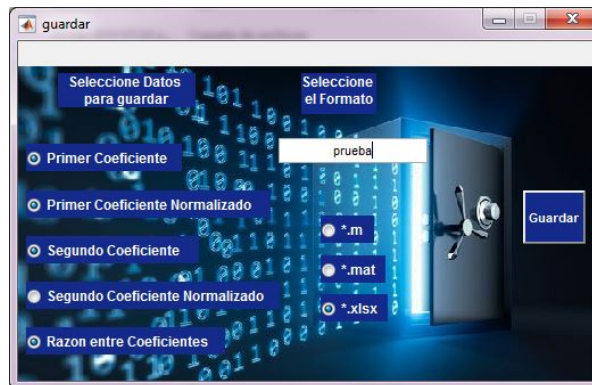 guardar
Seleccione Datos
para guardar
Seleccione
el Formato
prueba
Primer Coeficiente
Primer Coeficiente Normalizado
Segundo Coeficiente
Segundo Coeficiente Normalizado
Razon entre Coeficientes
*.m
*.mat
*.xlsx
Guardar